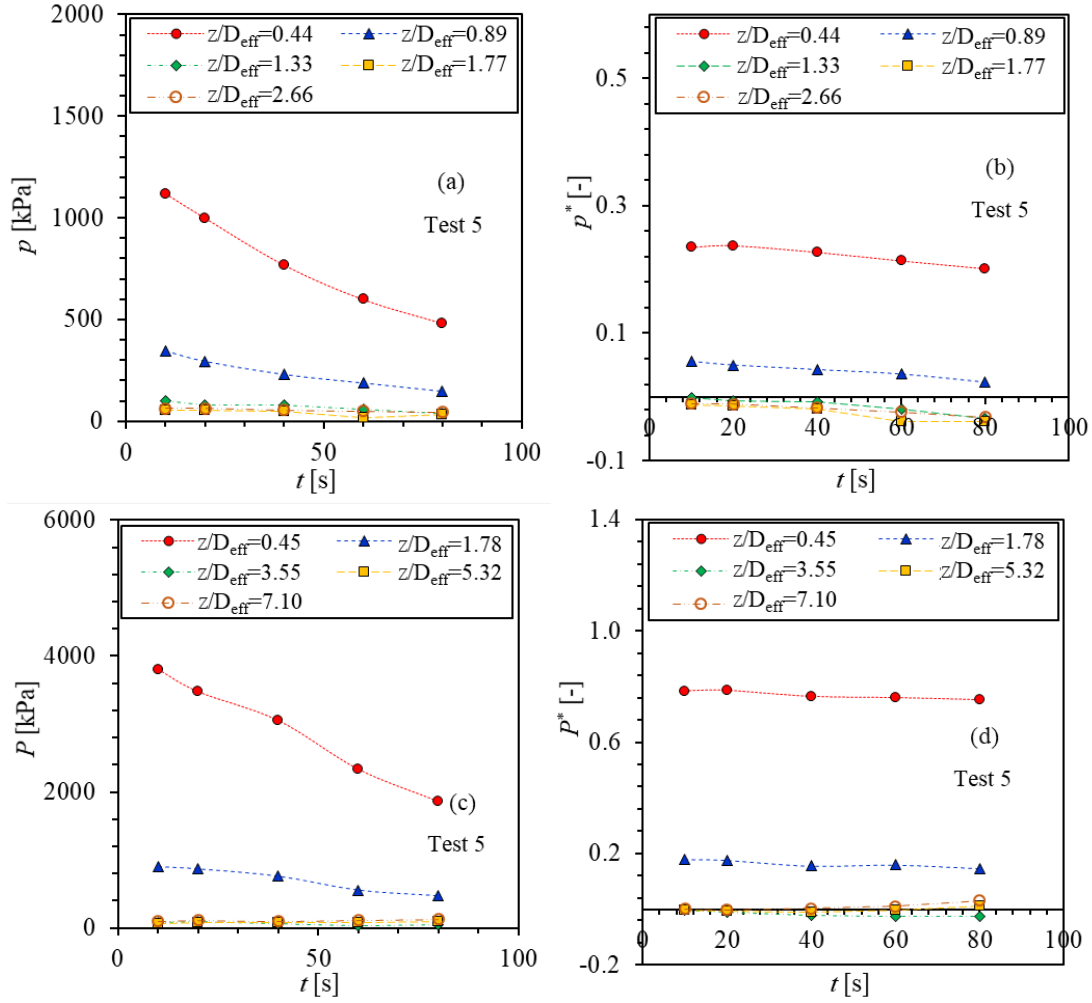 2000
1500
1000
500
0
0
50
100
p [kPa]
t [s]
z/Deff=0.44
z/Deff=0.89
z/Deff=1.33
z/Deff=1.77
z/Deff=2.66
(a)
Test 5
0.5
0.3
0.1
-0.1
0
20
40
60
80
100
p* [-]
t [s]
z/Deff=0.44
z/Deff=0.89
z/Deff=1.33
z/Deff=1.77
z/Deff=2.66
(b)
Test 5
6000
4000
2000
0
0
50
100
P [kPa]
t [s]
z/Deff=0.45
z/Deff=1.78
z/Deff=3.55
z/Deff=5.32
z/Deff=7.10
(c)
Test 5
1.4
1.0
0.6
0.2
-0.2
0
20
40
60
80
100
P* [-]
t [s]
z/Deff=0.45
z/Deff=1.78
z/Deff=3.55
z/Deff=5.32
z/Deff=7.10
(d)
Test 5